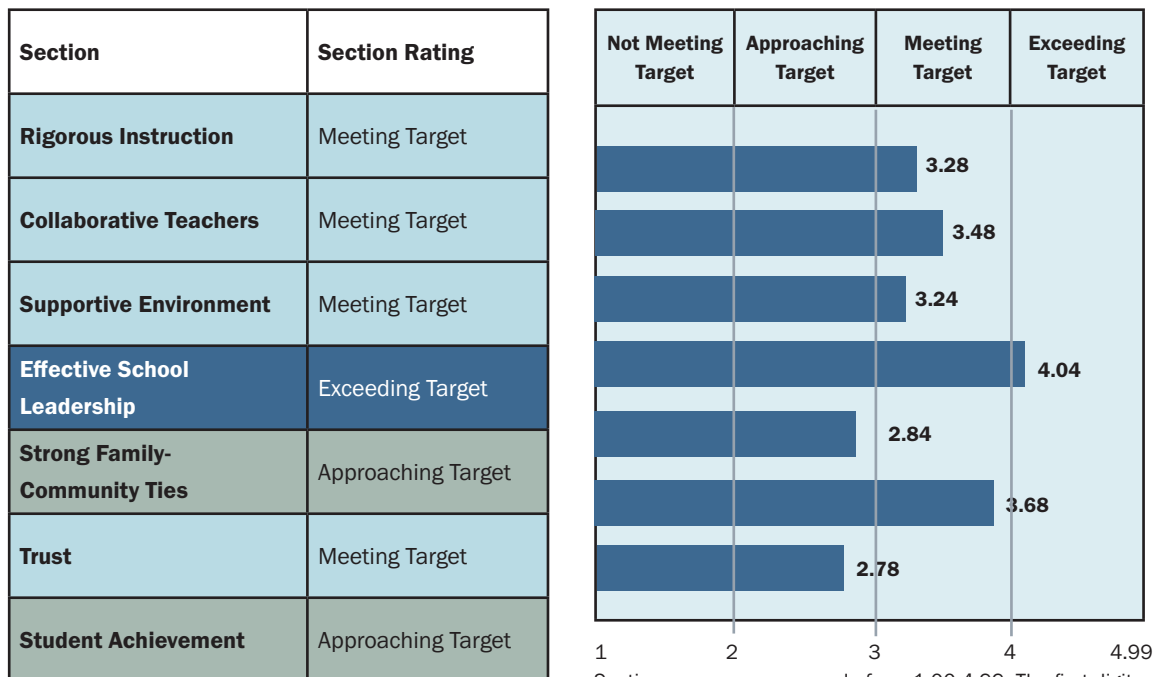 Section
Section Rating
Rigorous Instruction
Meeting Target
Collaborative Teachers
Meeting Target
Supportive Environment
Meeting Target
Effective School
Leadership
Exceeding Target
Strong Family-
Community Ties
Approaching Target
Trust
Meeting Target
Student Achievement
Approaching Target
Not Meeting
Target
Approaching
Target
Meeting
Target
Exceeding
Target
3.28
3.48
3.24
4.04
2.84
3.68
2.78
1 2 3 4 4.99